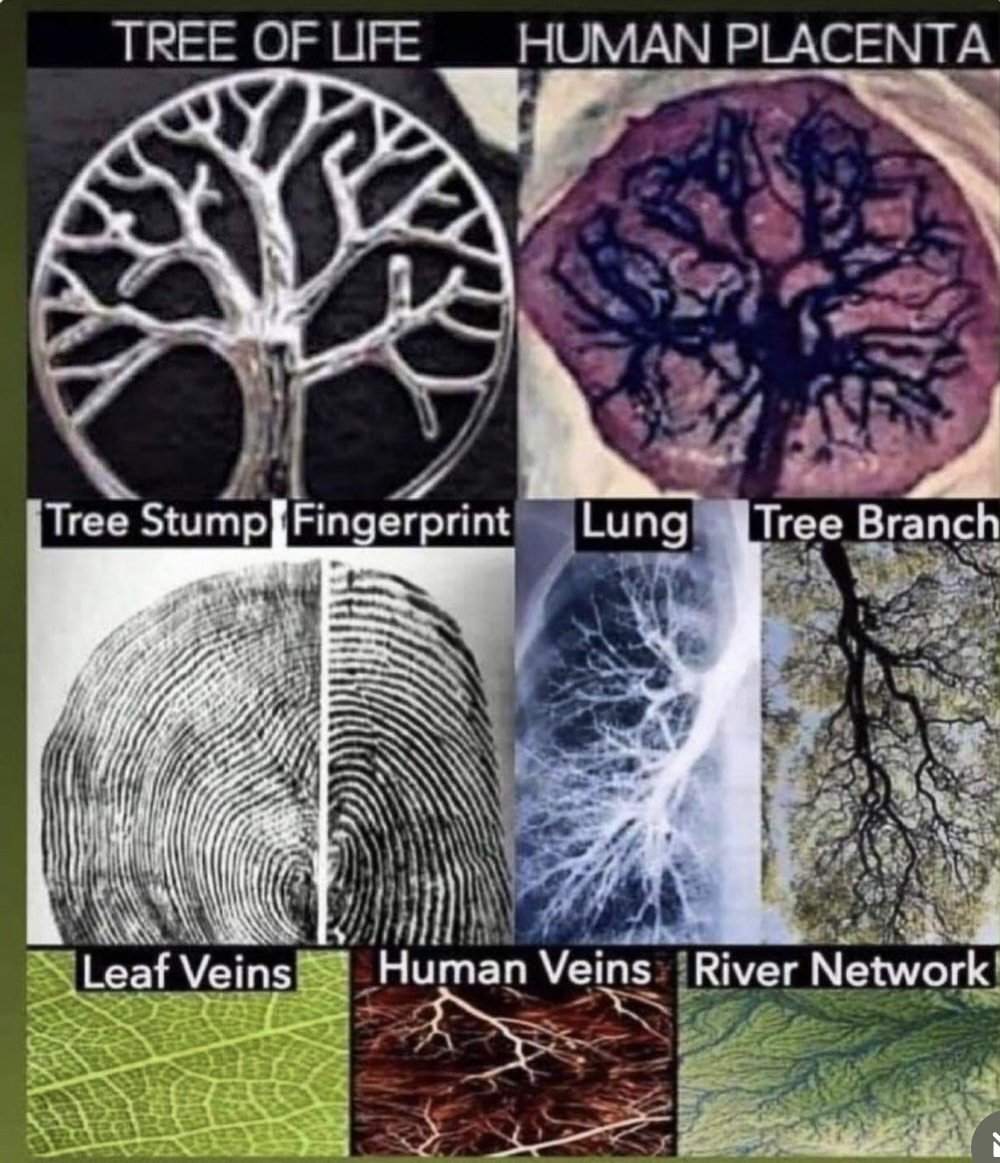 TREE OF LIFE
HUMAN PLACENTA
Tree Stump
Fingerprint
Lung
Tree Branch
Leaf Veins
Human Veins
River Network